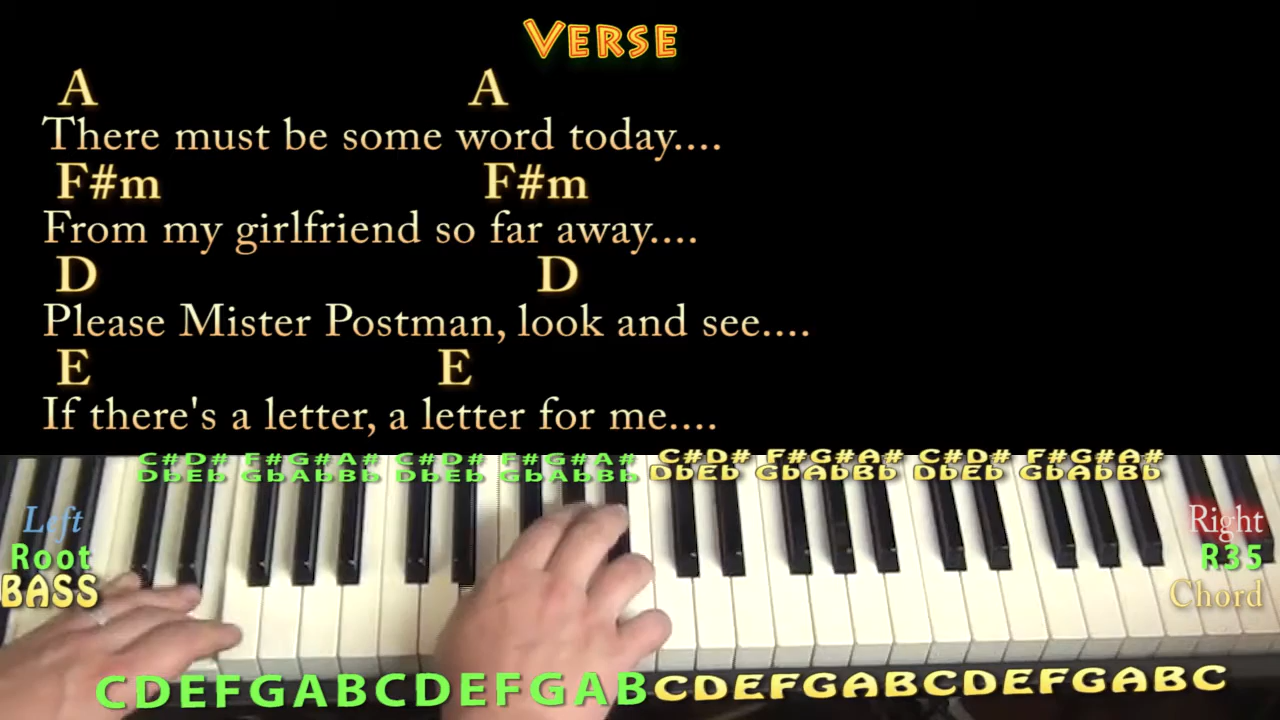 VERSE
A A
There must be some word today....
F#m F#m
From my girlfriend so far away....
D D
Please Mister Postman, look and see....
E E
If there's a letter, a letter for me....
C#D# F#G#A# C#D# F#G#A# C#D# F#G#A# C#D# F#G#A#
DbEb GbAbBb DbEb GbAbBb DbEb GbAbBb DbEb GbAbBb
Left
Root
BASS
Right
R35
Chord
CDEFGABCDEFGABCDEFGABCDEFGABC